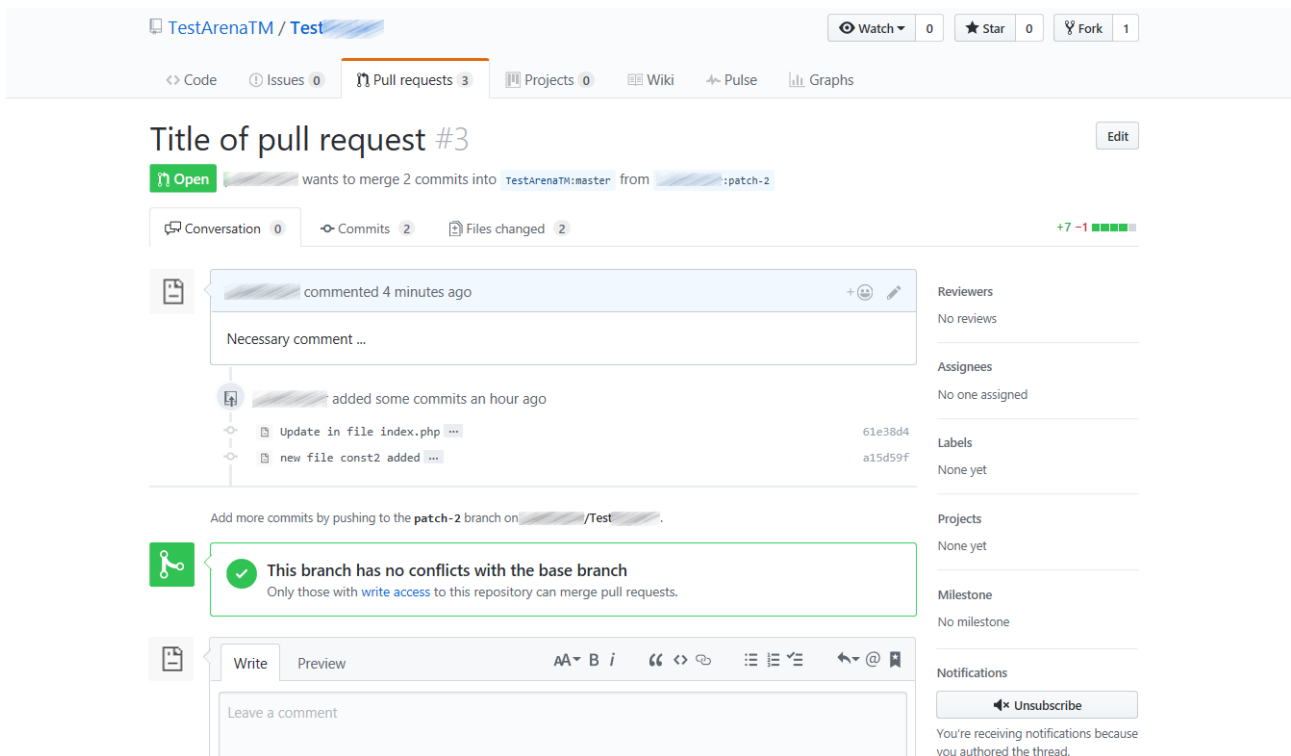 TestArenaTM / Test
Watch 0 Star 0 Fork 1
Code Issues 0 Pull requests 3 Projects 0 Wiki Pulse Graphs
Title of pull request #3
Edit
Open wants to merge 2 commits into TestArenaTM:master from :patch-2
Conversation 0 Commits 2 Files changed 2 +7 −1
commented 4 minutes ago
Necessary comment ...
added some commits an hour ago
Update in file index.php ... 61e38d4
new file const2 added ... a15d59f
Add more commits by pushing to the patch-2 branch on /Test .
This branch has no conflicts with the base branch
Only those with write access to this repository can merge pull requests.
Write Preview AA B i “ <> @
Leave a comment
Reviewers
No reviews
Assignees
No one assigned
Labels
None yet
Projects
None yet
Milestone
No milestone
Notifications
Unsubscribe
You're receiving notifications because
you authored the thread.